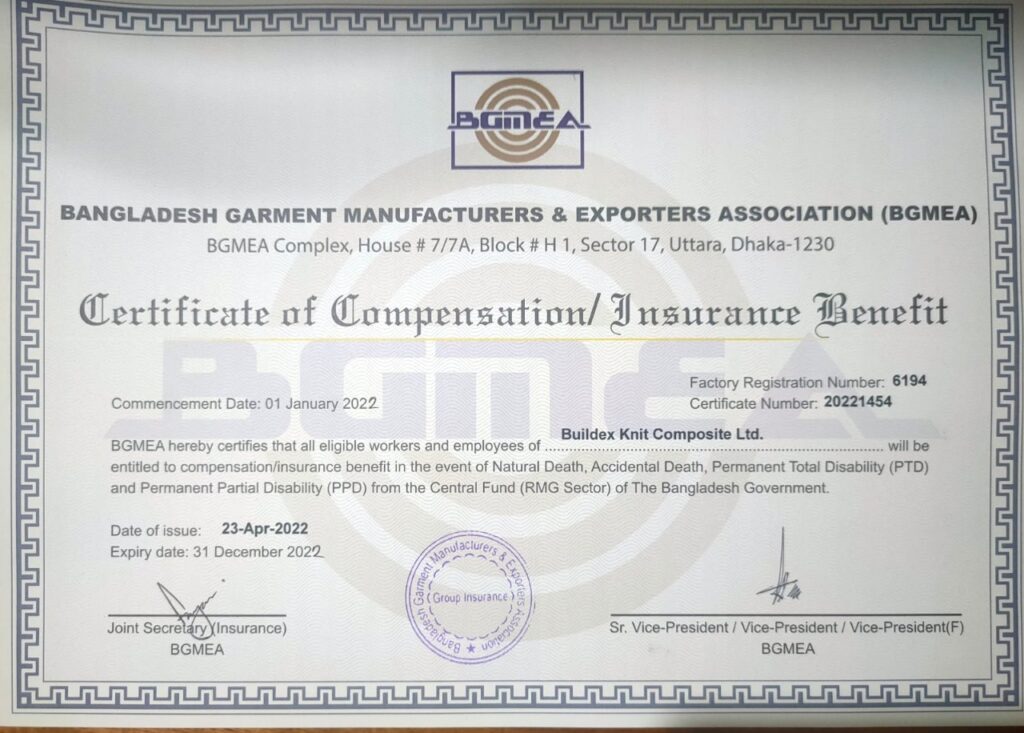 BGMEA
BANGLADESH GARMENT MANUFACTURERS & EXPORTERS ASSOCIATION (BGMEA)
BGMEA Complex, House # 7/7A, Block # H 1, Sector 17, Uttara, Dhaka-1230
Certificate of Compensation/ Insurance Benefit
BGMEA
Factory Registration Number: 6194
Commencement Date: 01 January 2022
Certificate Number: 20221454
BGMEA hereby certifies that all eligible workers and employees of Buildex Knit Composite Ltd. will be
entitled to compensation/insurance benefit in the event of Natural Death, Accidental Death, Permanent Total Disability (PTD)
and Permanent Partial Disability (PPD) from the Central Fund (RMG Sector) of The Bangladesh Government.
Date of issue: 23-Apr-2022
Expiry date: 31 December 2022
Bangladesh Garment Manufacturers & Exporters Association ★
Group Insurance
Joint Secretary (Insurance)
BGMEA
Sr. Vice-President / Vice-President / Vice-President(F)
BGMEA